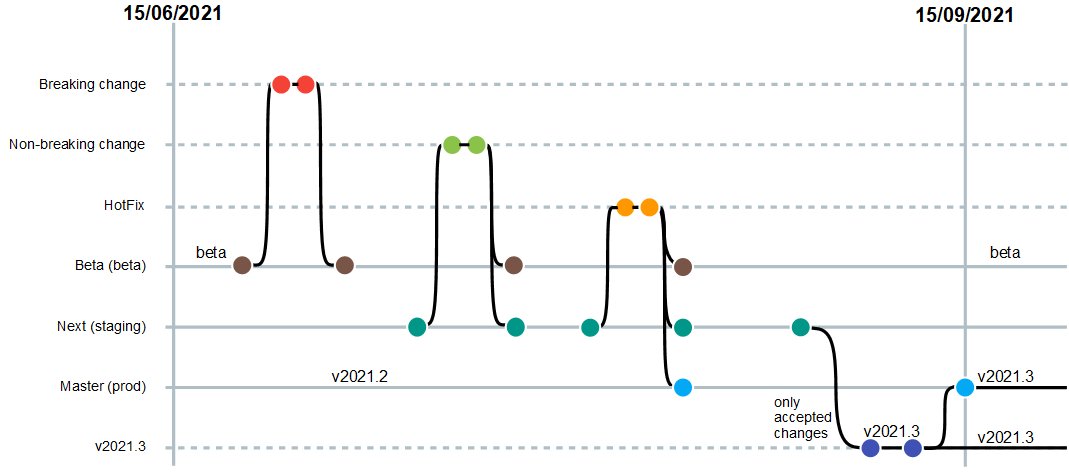 15/06/2021
15/09/2021
Breaking change
Non-breaking change
HotFix
beta
beta
Beta (beta)
Next (staging)
v2021.2
v2021.3
Master (prod)
only
accepted
changes
v2021.3
v2021.3
v2021.3